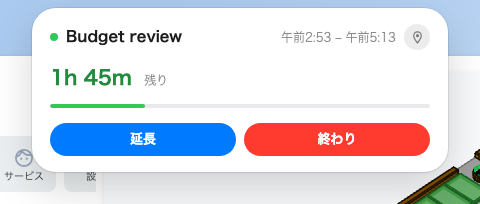 Budget review
午前2:53 – 午前5:13
1h 45m 残り
延長 終わり
サービス 設